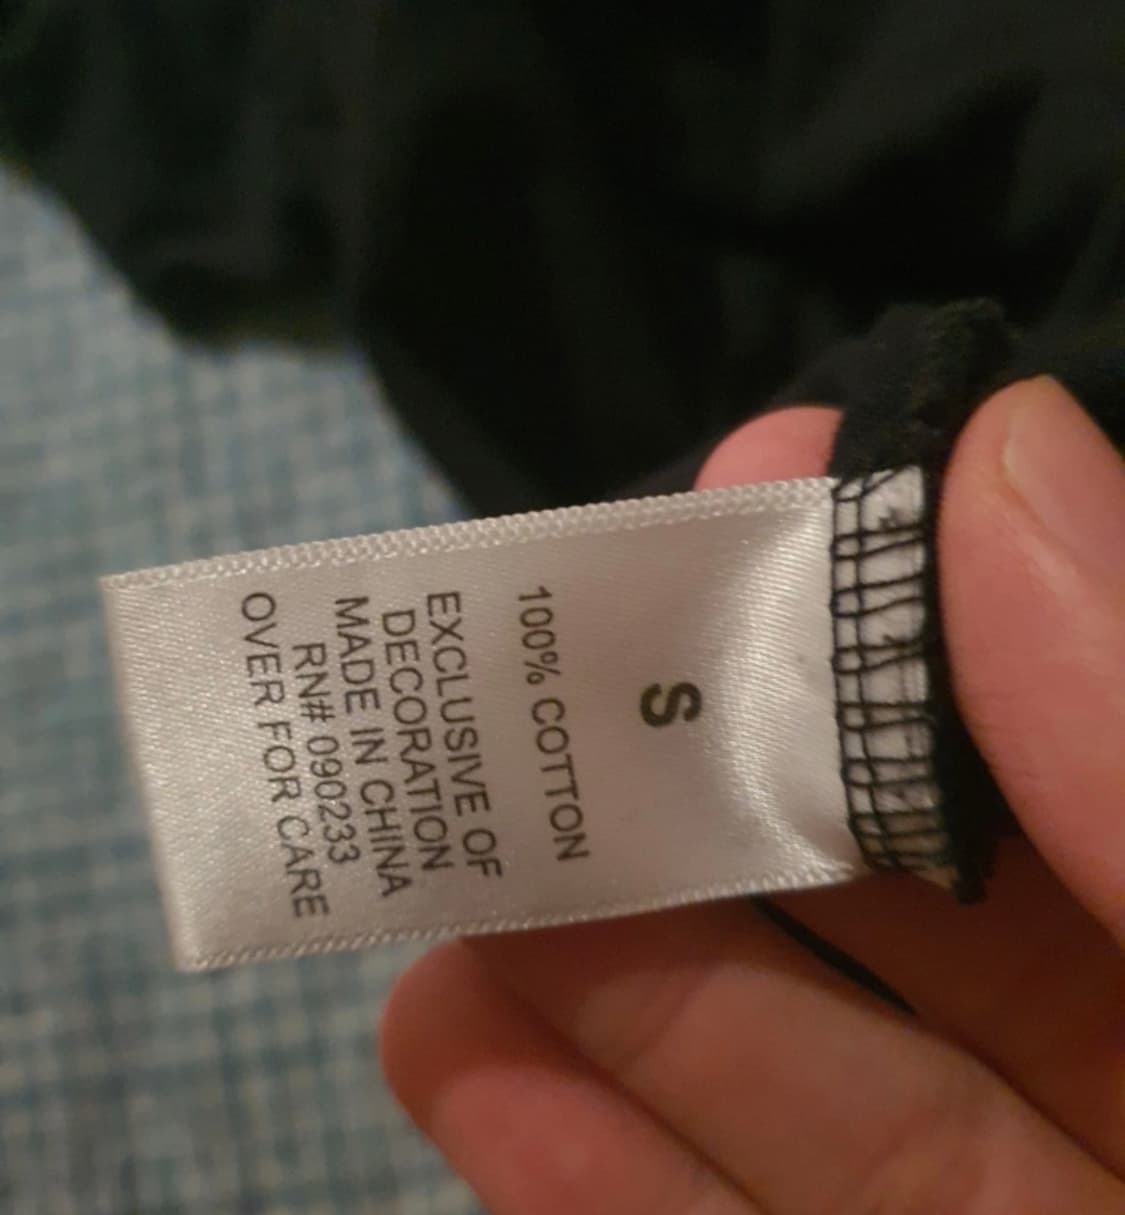 S
100% COTTON
EXCLUSIVE OF
DECORATION
MADE IN CHINA
RN# 090233
OVER FOR CARE